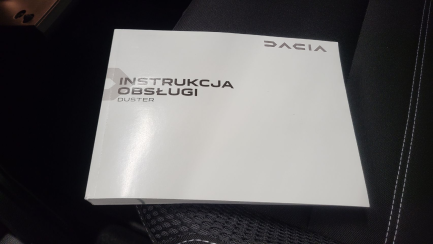 DACIA
INSTRUKCJA
OBSŁUGI
DUSTER